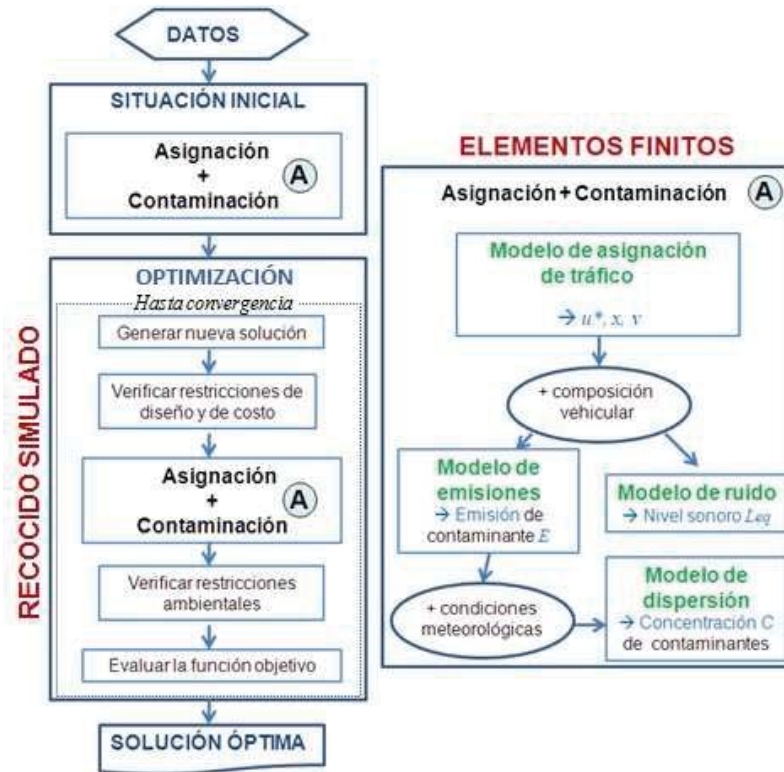 DATOS
SITUACIÓN INICIAL
Asignación
+
Contaminación
A
OPTIMIZACIÓN
Hasta convergencia
Generar nueva solución
Verificar restricciones de
diseño y de costo
Asignación
+
Contaminación
A
Verificar restricciones
ambientales
Evaluar la función objetivo
SOLUCIÓN ÓPTIMA
RECOCIDO SIMULADO
ELEMENTOS FINITOS
Asignación + Contaminación
A
Modelo de asignación
de tráfico
→ u*, x, v
+ composición
vehicular
Modelo de
emisiones
→ Emisión de
contaminante E
Modelo de ruido
→ Nivel sonoro Leq
+ condiciones
meteorológicas
Modelo de
dispersión
→ Concentración C
de contaminantes